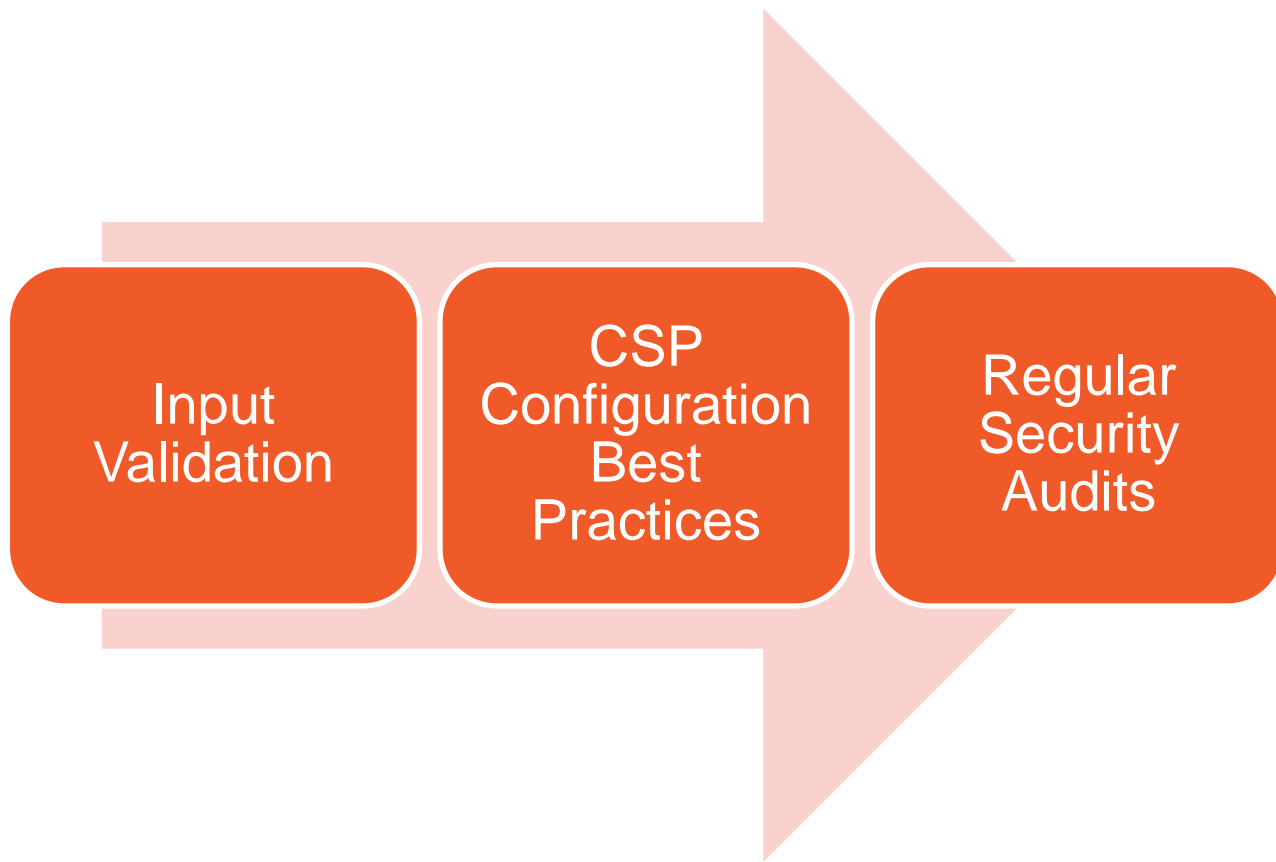 Input
Validation
CSP
Configuration
Best
Practices
Regular
Security
Audits